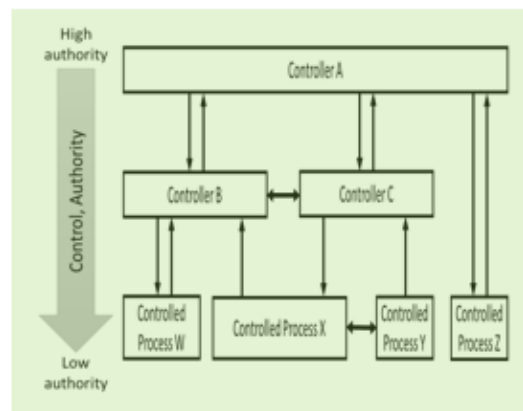 High
authority
Controller A
Control, Authority
Controller B
Controller C
Controlled
Process W
Controlled Process X
Controlled
Process Y
Controlled
Process Z
Low
authority